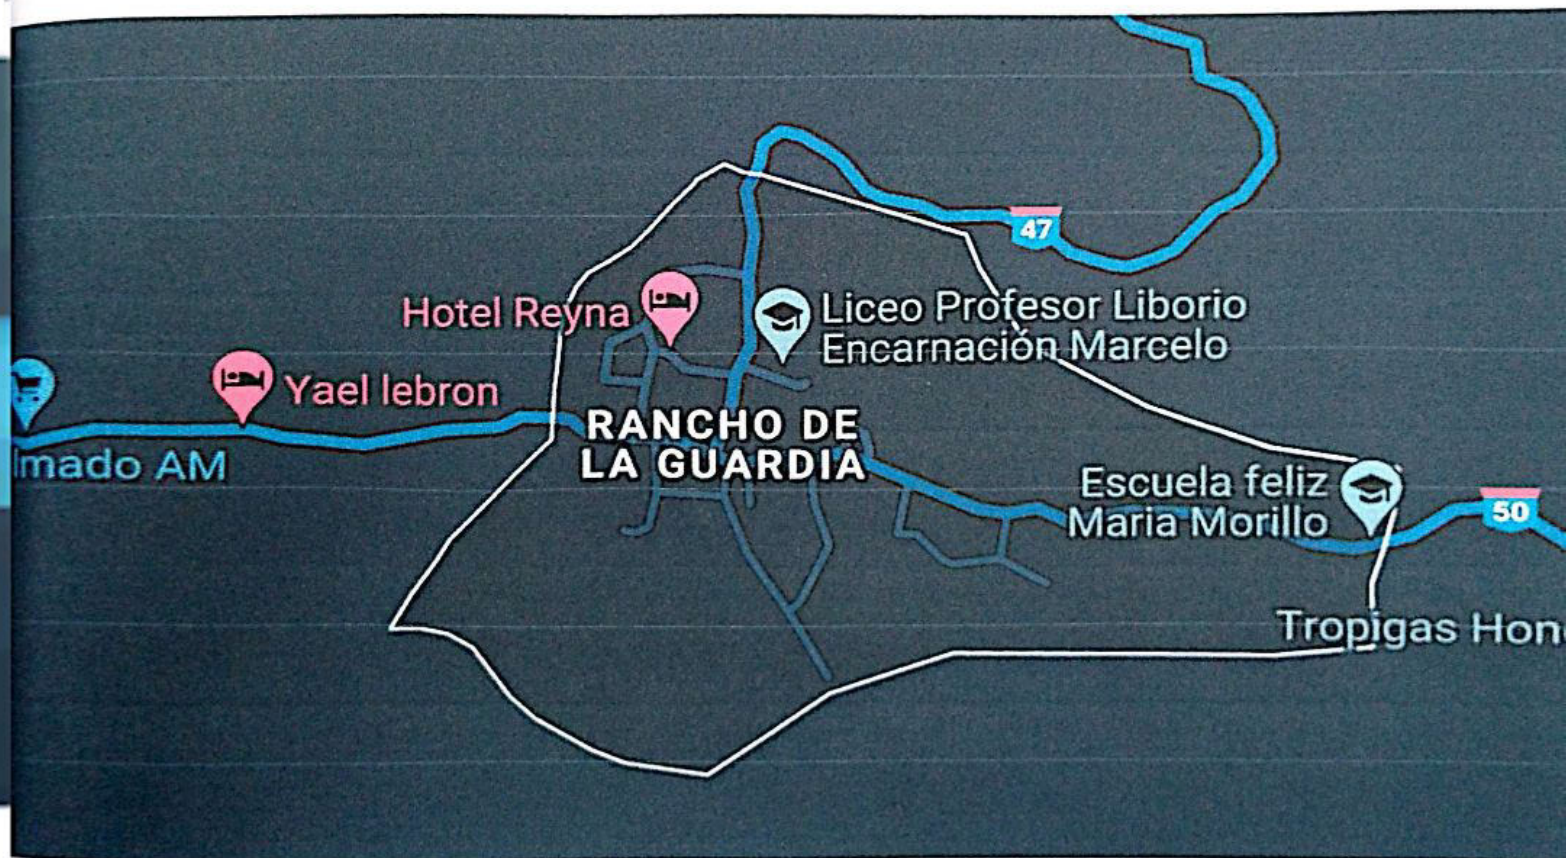 47
Hotel Reyna
Liceo Profesor Liborio
Encarnación Marcelo
Yael lebron
RANCHO DE
LA GUARDIA
lmado AM
Escuela feliz
Maria Morillo
50
Tropigas Hon